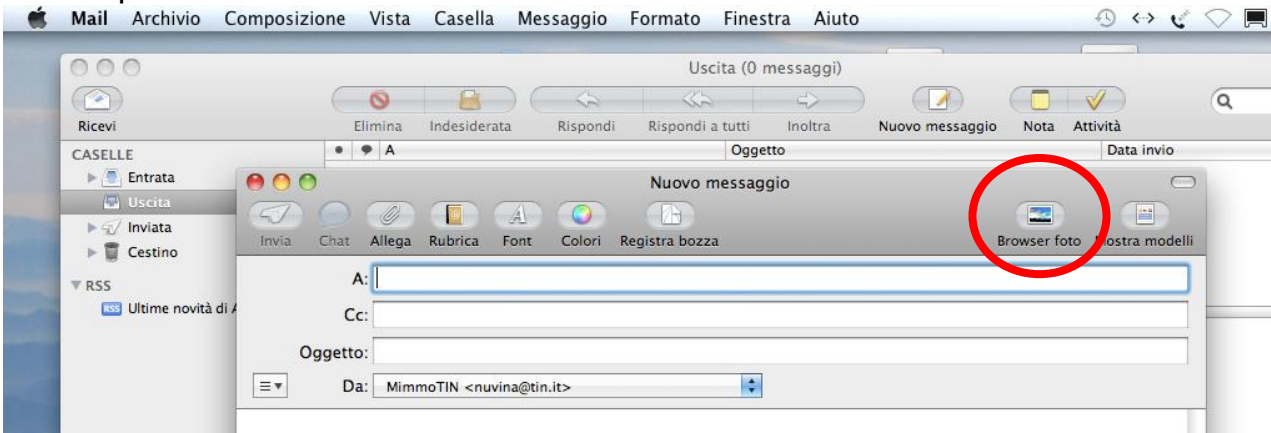 Mail Archivio Composizione Vista Casella Messaggio Formato Finestra Aiuto
Uscita (0 messaggi)
Ricevi Elimina Indesiderata Rispondi Rispondi a tutti Inoltra Nuovo messaggio Nota Attività
CASELLE A Oggetto Data invio
Entrata
Uscita
Inviata
Cestino
RSS
RSS Ultime novità di
Nuovo messaggio
Invia Chat Allega Rubrica Font Colori Registra bozza Browser foto Mostra modelli
A:
Cc:
Oggetto:
Da: MimmoTIN <nuvina@tin.it>